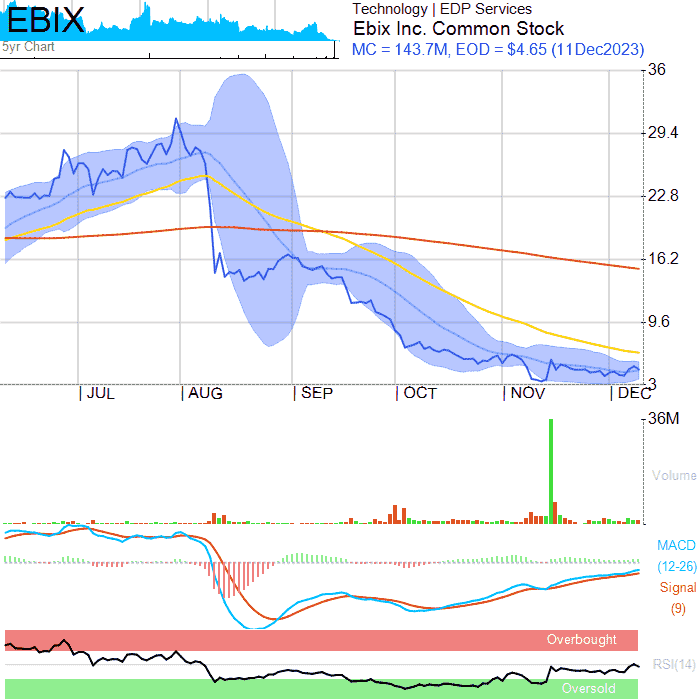 EBIX
5yr Chart
Technology | EDP Services
Ebix Inc. Common Stock
MC = 143.7M, EOD = $4.65 (11Dec2023)
36
29.4
22.8
16.2
9.6
3
JUL AUG SEP OCT NOV DEC
36M
Volume
MACD
(12-26)
Signal
(9)
Overbought
RSI(14)
Oversold